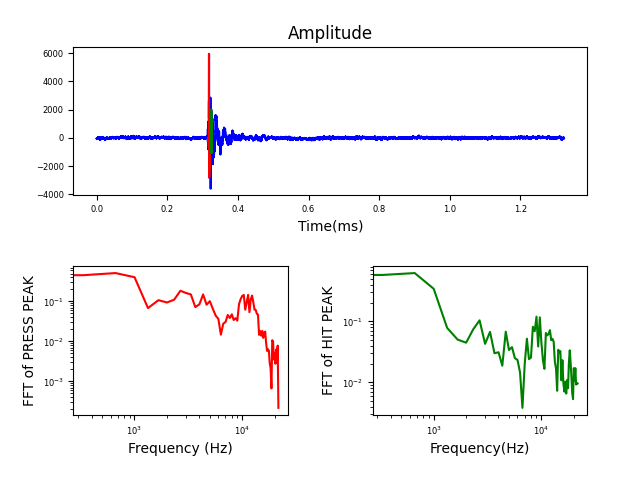 Amplitude
6000
4000
2000
0
−2000
−4000
0.0 0.2 0.4 0.6 0.8 1.0 1.2
Time(ms)
FFT of PRESS PEAK
10⁻¹
10⁻²
10⁻³
10³ 10⁴
Frequency (Hz)
FFT of HIT PEAK
10⁻¹
10⁻²
10³ 10⁴
Frequency(Hz)